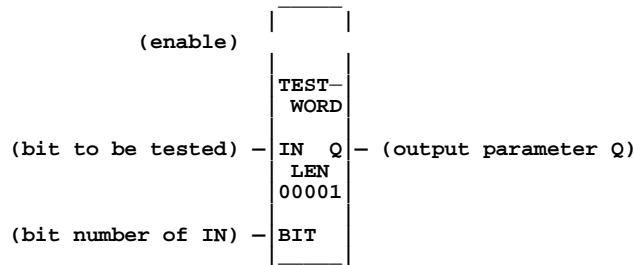 (enable)
TEST—
WORD
(bit to be tested) — IN Q — (output parameter Q)
LEN
00001
(bit number of IN) — BIT